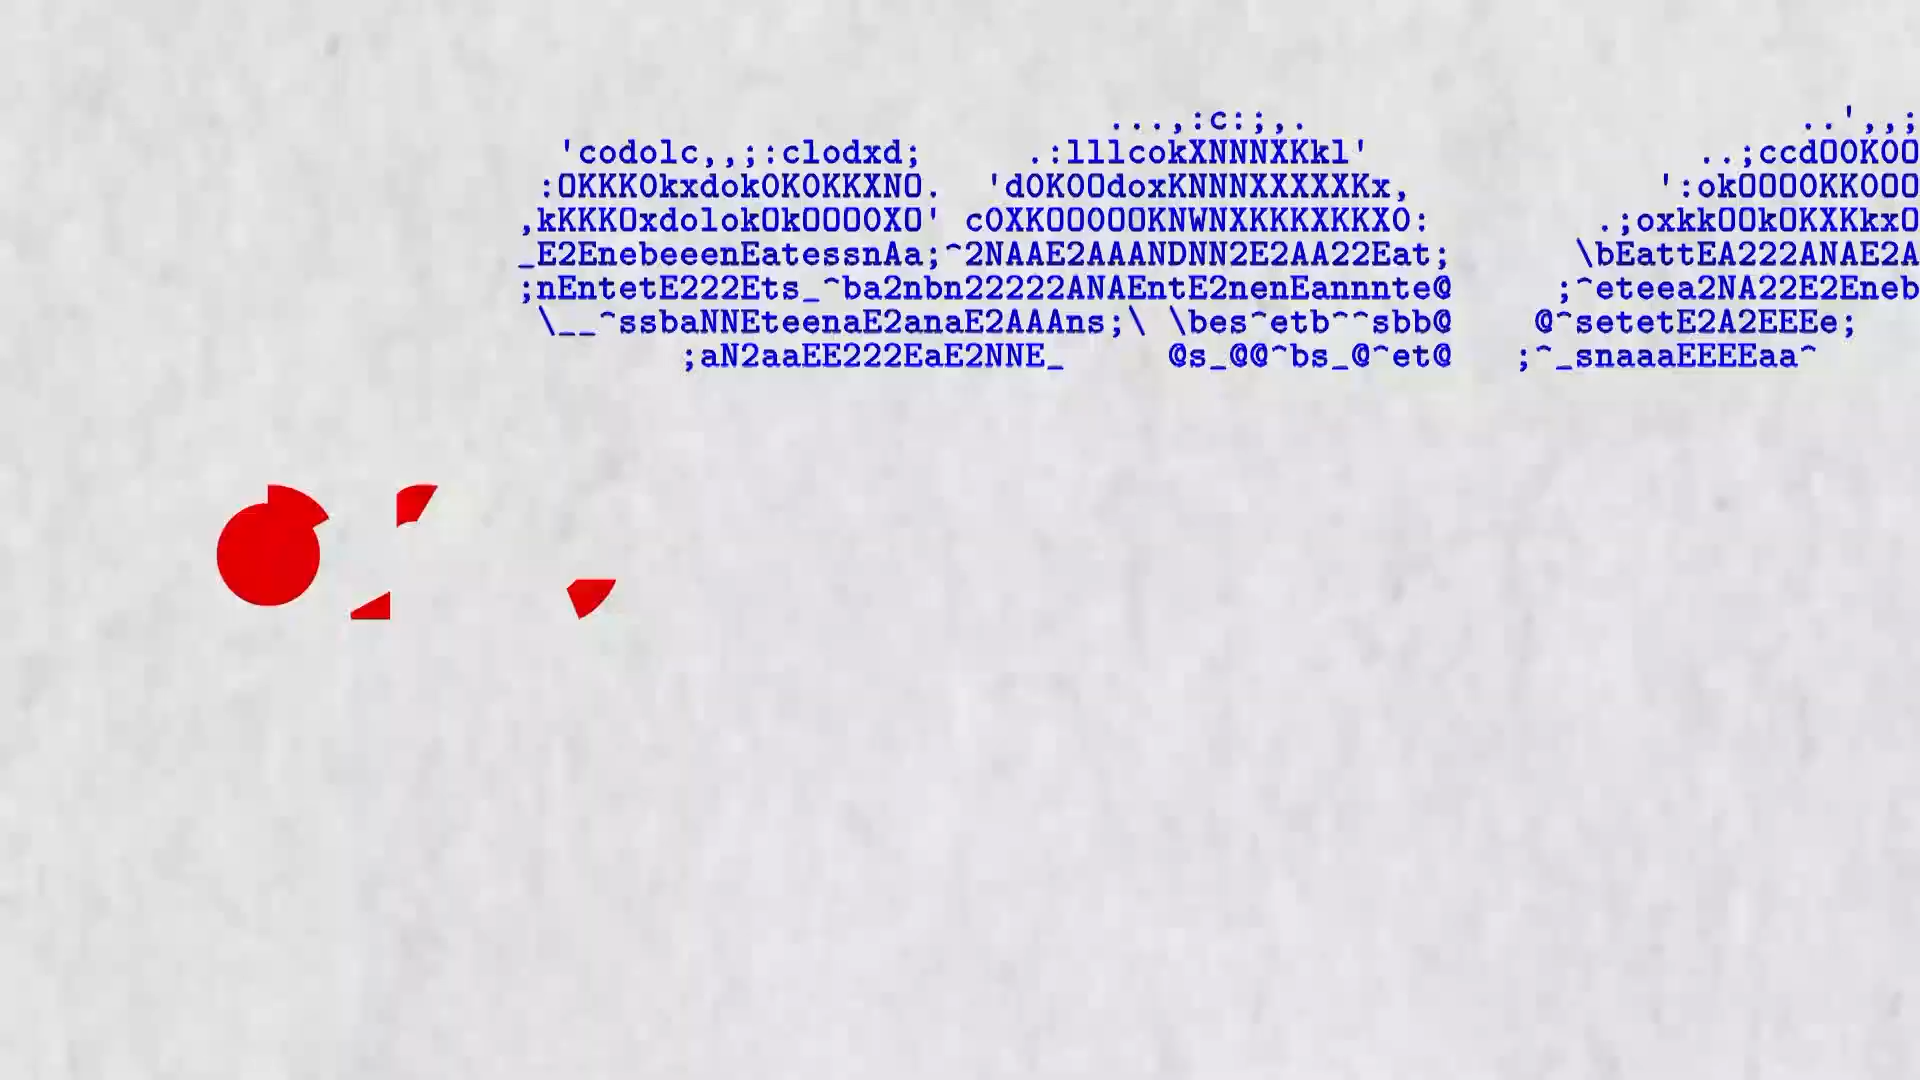 ...,:c:;,. ..',,;
'codolc,,;:clodxd; .:lllcokXNNNXKkl' ..;ccdO0K00
:OKKKOkxdokOKOKKXNO. 'dOKOOdoxKNNNXXXXXKx, ':okOOOOKKOOO
,kKKKOxdolokOkOOOOXO' cOXKOOOOOKNWNXKKKXKKXO: .;oxkkOOkOKXKkxO
_E2EnebeeenEatessnAa;^2NAAE2AAANDNN2E2AA22Eat; \bEattEA222ANAE2A
;nEntetE222Ets_^ba2nbn22222ANAEntE2nenEannnte@ ;^eteea2NA22E2Eneb
\__^ssbaNNEteenaE2anaE2AAAns;\ \bes^etb^^sbb@ @^setetE2A2EEEe;
;aN2aaEE222EaE2NNE_ @s_@@^bs_@^et@ ;^_snaaaEEEEaa^